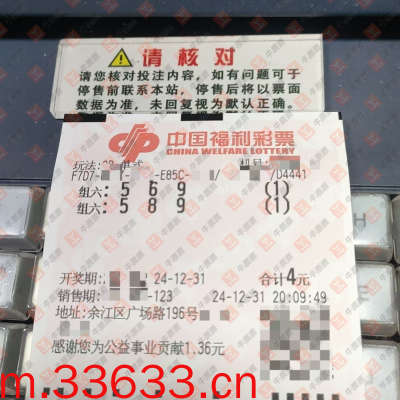 请核对
请您核对投注内容，如有问题可于
停售前联系本站，停售后将以票面
数据为准，未回复视为默认正确。
中国福利彩票
CHINA WELFARE LOTTERY
玩法: 式
F7D7- -E85C- /D4441
组六: 5 6 9 (1)
组六: 5 8 9 (1)
开奖期: 24-12-31 合计4元
销售期: -123 24-12-31 20:09:49
地址:余江区广场路196号
感谢您为公益事业贡献1.36元
m.33633.cn